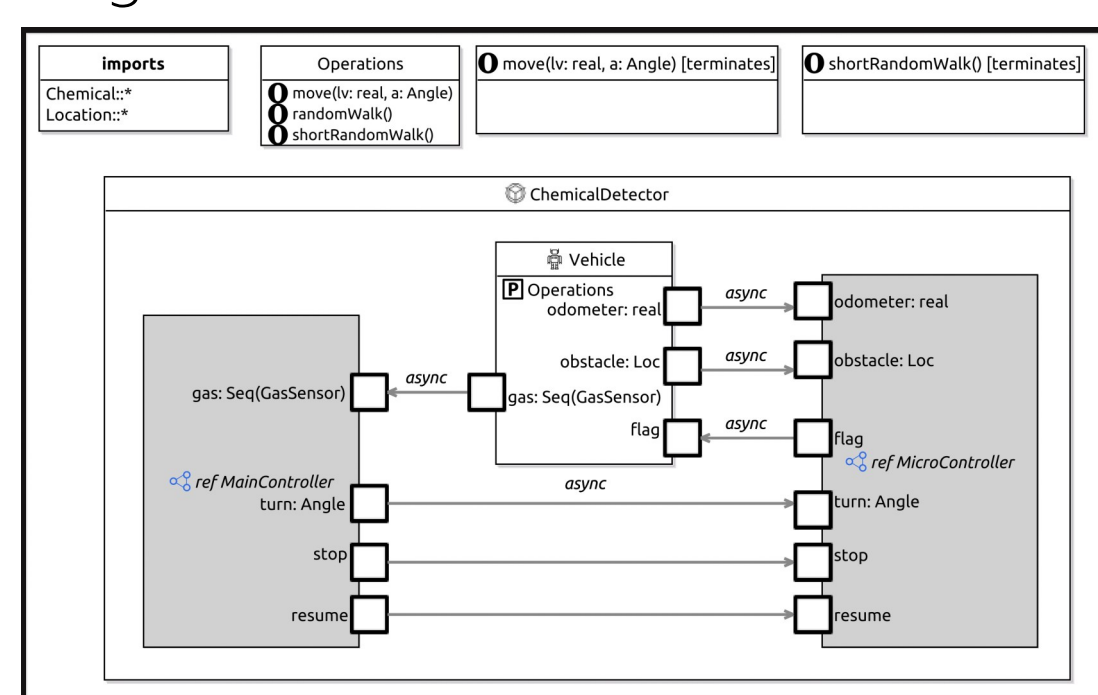 imports
Chemical::*
Location::*
Operations
O move(lv: real, a: Angle)
O randomWalk()
O shortRandomWalk()
O move(lv: real, a: Angle) [terminates]
O shortRandomWalk() [terminates]
ChemicalDetector
Vehicle
P Operations
odometer: real
async
odometer: real
obstacle: Loc
async
obstacle: Loc
gas: Seq(GasSensor)
async
gas: Seq(GasSensor)
flag
async
flag
ref MainController
ref MicroController
turn: Angle
async
turn: Angle
stop
stop
resume
resume